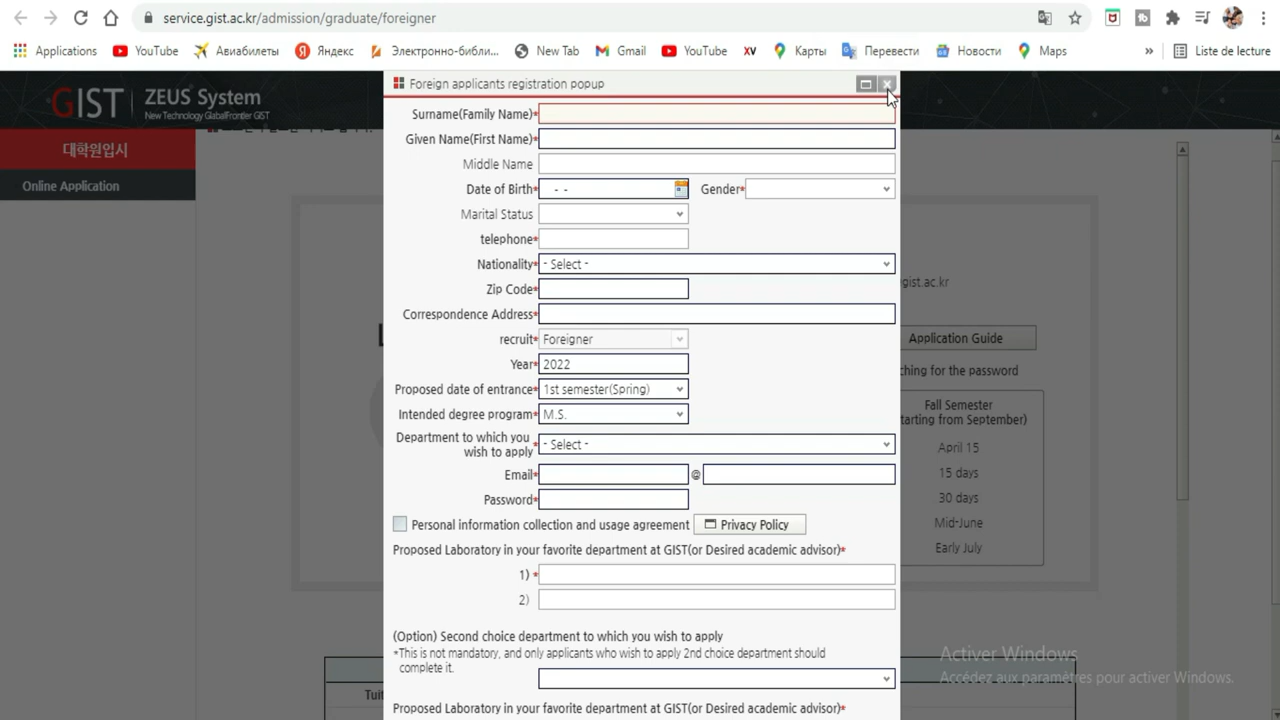 service.gist.ac.kr/admission/graduate/foreigner
Applications YouTube Авиабилеты Яндекс Электронно-библи... New Tab Gmail YouTube XV Карты Перевести Новости Maps » Liste de lecture
GIST ZEUS System
New Technology GlobalFrontier GIST
대학원입시
Online Application
Foreign applicants registration popup
Surname(Family Name)*
Given Name(First Name)*
Middle Name
Date of Birth* - - Gender*
Marital Status
telephone*
Nationality* - Select -
Zip Code*
gist.ac.kr
Correspondence Address*
recruit* Foreigner
Application Guide
Year* 2022
ching for the password
Proposed date of entrance* 1st semester(Spring)
Intended degree program* M.S.
Fall Semester
tarting from September)
April 15
15 days
30 days
Mid-June
Early July
Department to which you
wish to apply * - Select -
Email* @
Password*
Personal information collection and usage agreement Privacy Policy
Proposed Laboratory in your favorite department at GIST(or Desired academic advisor)*
1) *
2)
(Option) Second choice department to which you wish to apply
*This is not mandatory, and only applicants who wish to apply 2nd choice department should
complete it.
Proposed Laboratory in your favorite department at GIST(or Desired academic advisor)*
Tuit
Activer Windows
Accédez aux paramètres pour activer Windows.